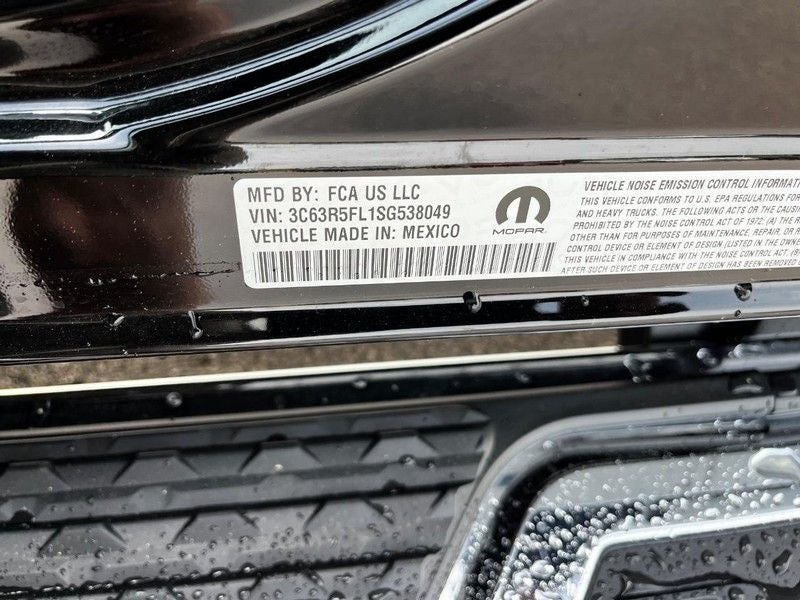 MFD BY: FCA US LLC
VIN: 3C63R5FL1SG538049
VEHICLE MADE IN: MEXICO
MOPAR
VEHICLE NOISE EMISSION CONTROL INFORMAT
THIS VEHICLE CONFORMS TO U.S. EPA REGULATIONS FOR
AND HEAVY TRUCKS. THE FOLLOWING ACTS OR THE CAUSIN
BY THE NOISE CONTROL ACT OF 1972: (A) THE R
OTHER THAN FOR PURPOSES OF MAINTENANCE, REPAIR, OR R
CONTROL DEVICE OR ELEMENT OF DESIGN (LISTED IN THE OWNE
THIS VEHICLE IN COMPLIANCE WITH THE NOISE CONTROL ACT, (B)
AFTER SUCH DEVICE OR ELEMENT OF DESIGN HAS BEEN REMOVED O